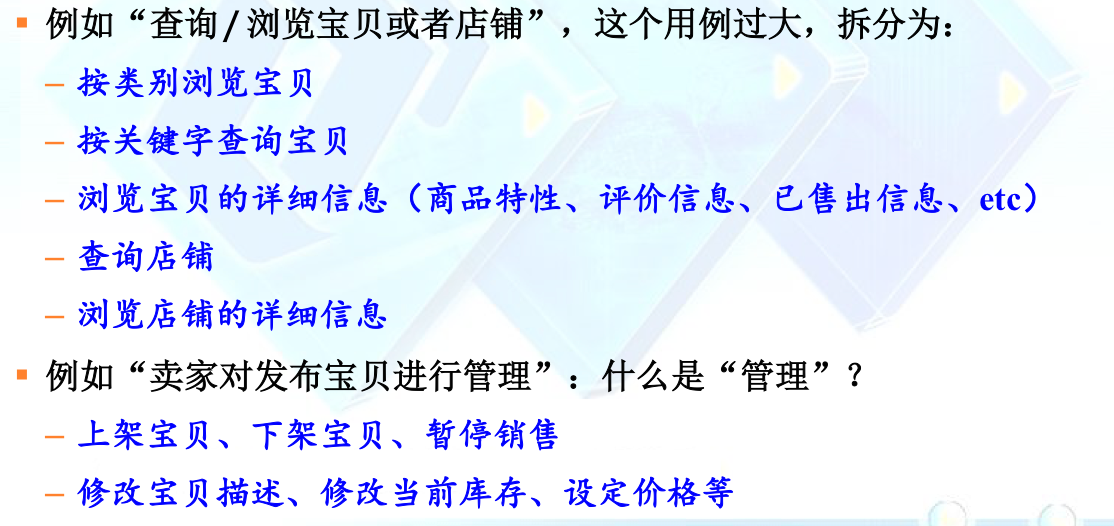 例如“查询/浏览宝贝或者店铺”，这个用例过大，拆分为：
– 按类别浏览宝贝
– 按关键字查询宝贝
– 浏览宝贝的详细信息（商品特性、评价信息、已售出信息、etc）
– 查询店铺
– 浏览店铺的详细信息
例如“卖家对发布宝贝进行管理”：什么是“管理”？
– 上架宝贝、下架宝贝、暂停销售
– 修改宝贝描述、修改当前库存、设定价格等